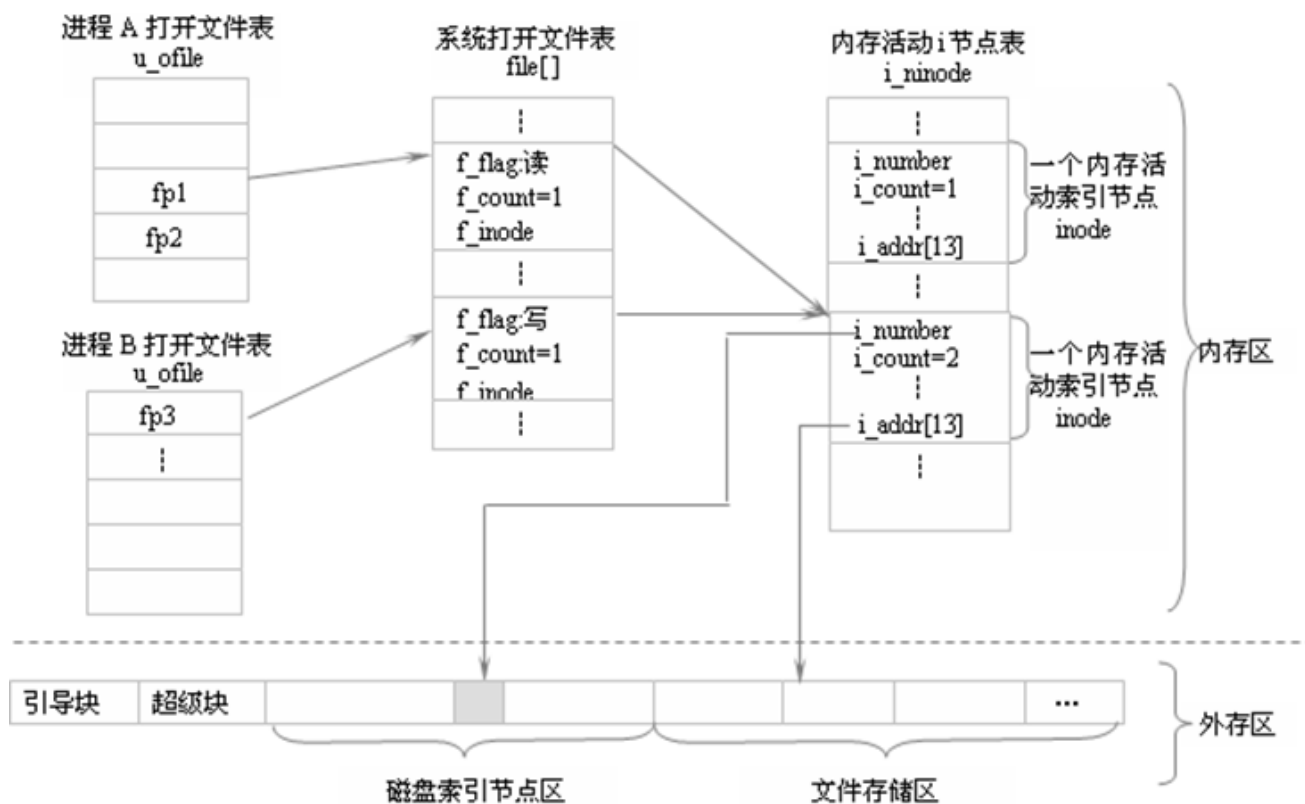 进程 A 打开文件表
u_ofile
fp1
fp2
进程 B 打开文件表
u_ofile
fp3
系统打开文件表
file[]
f_flag:读
f_count=1
f_inode
f_flag:写
f_count=1
f_inode
内存活动i节点表
i_ninode
i_number
i_count=1
i_addr[13]
i_number
i_count=2
i_addr[13]
一个内存活
动索引节点
inode
一个内存活
动索引节点
inode
内存区
引导块
超级块
...
外存区
磁盘索引节点区
文件存储区